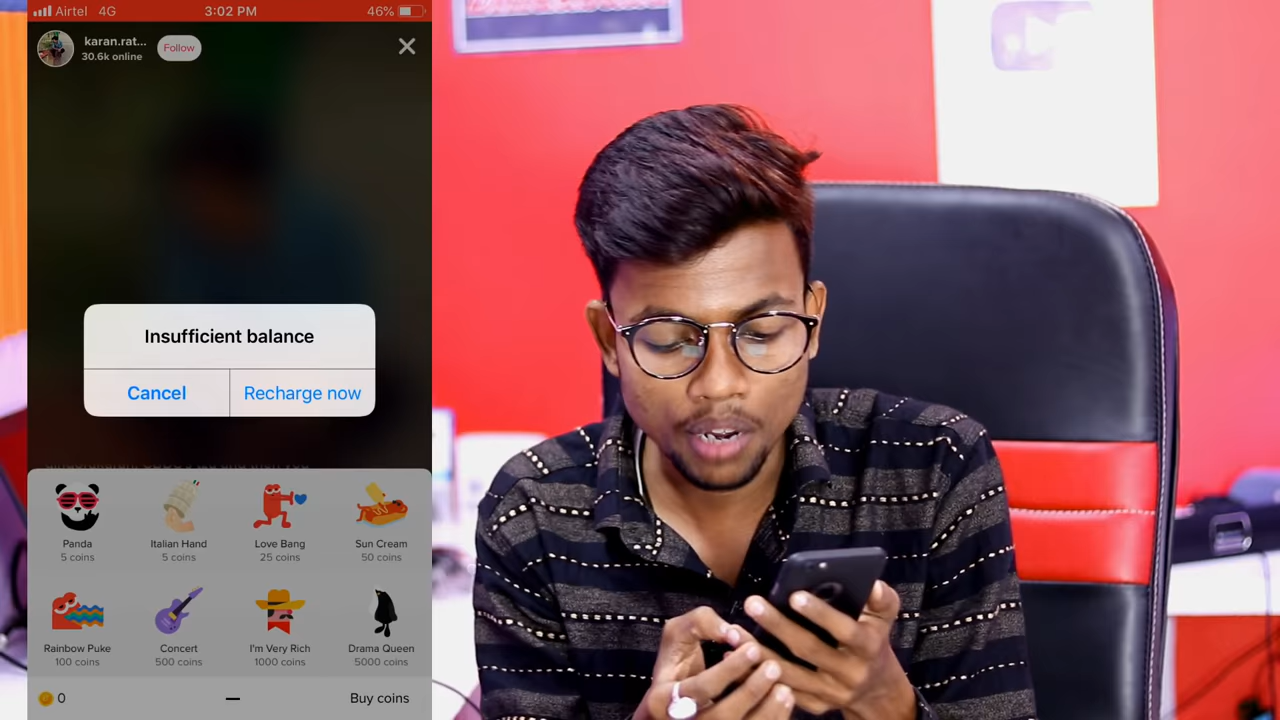 Airtel 4G 3:02 PM 46%
karan.rat...
30.6k online
Follow
Insufficient balance
Cancel Recharge now
Panda Italian Hand Love Bang Sun Cream
5 coins 5 coins 25 coins 50 coins
Rainbow Puke Concert I'm Very Rich Drama Queen
100 coins 500 coins 1000 coins 5000 coins
0 Buy coins